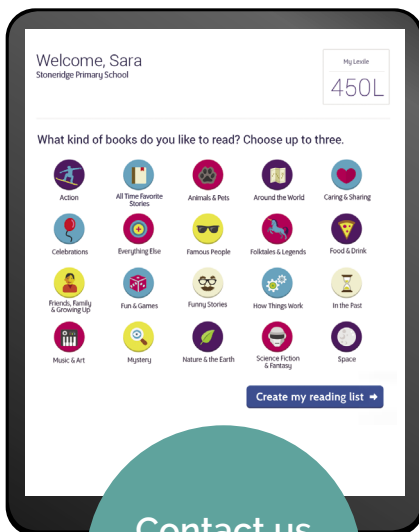 Welcome, Sara
Stoneridge Primary School
My Lexile
450L
What kind of books do you like to read? Choose up to three.
Action
All Time Favorite
Stories
Animals & Pets
Around the World
Caring & Sharing
Celebrations
Everything Else
Famous People
Folktales & Legends
Food & Drink
Friends, Family
& Growing Up
Fun & Games
Funny Stories
How Things Work
In the Past
Music & Art
Mystery
Nature & the Earth
Science Fiction
& Fantasy
Space
Create my reading list
Contact us